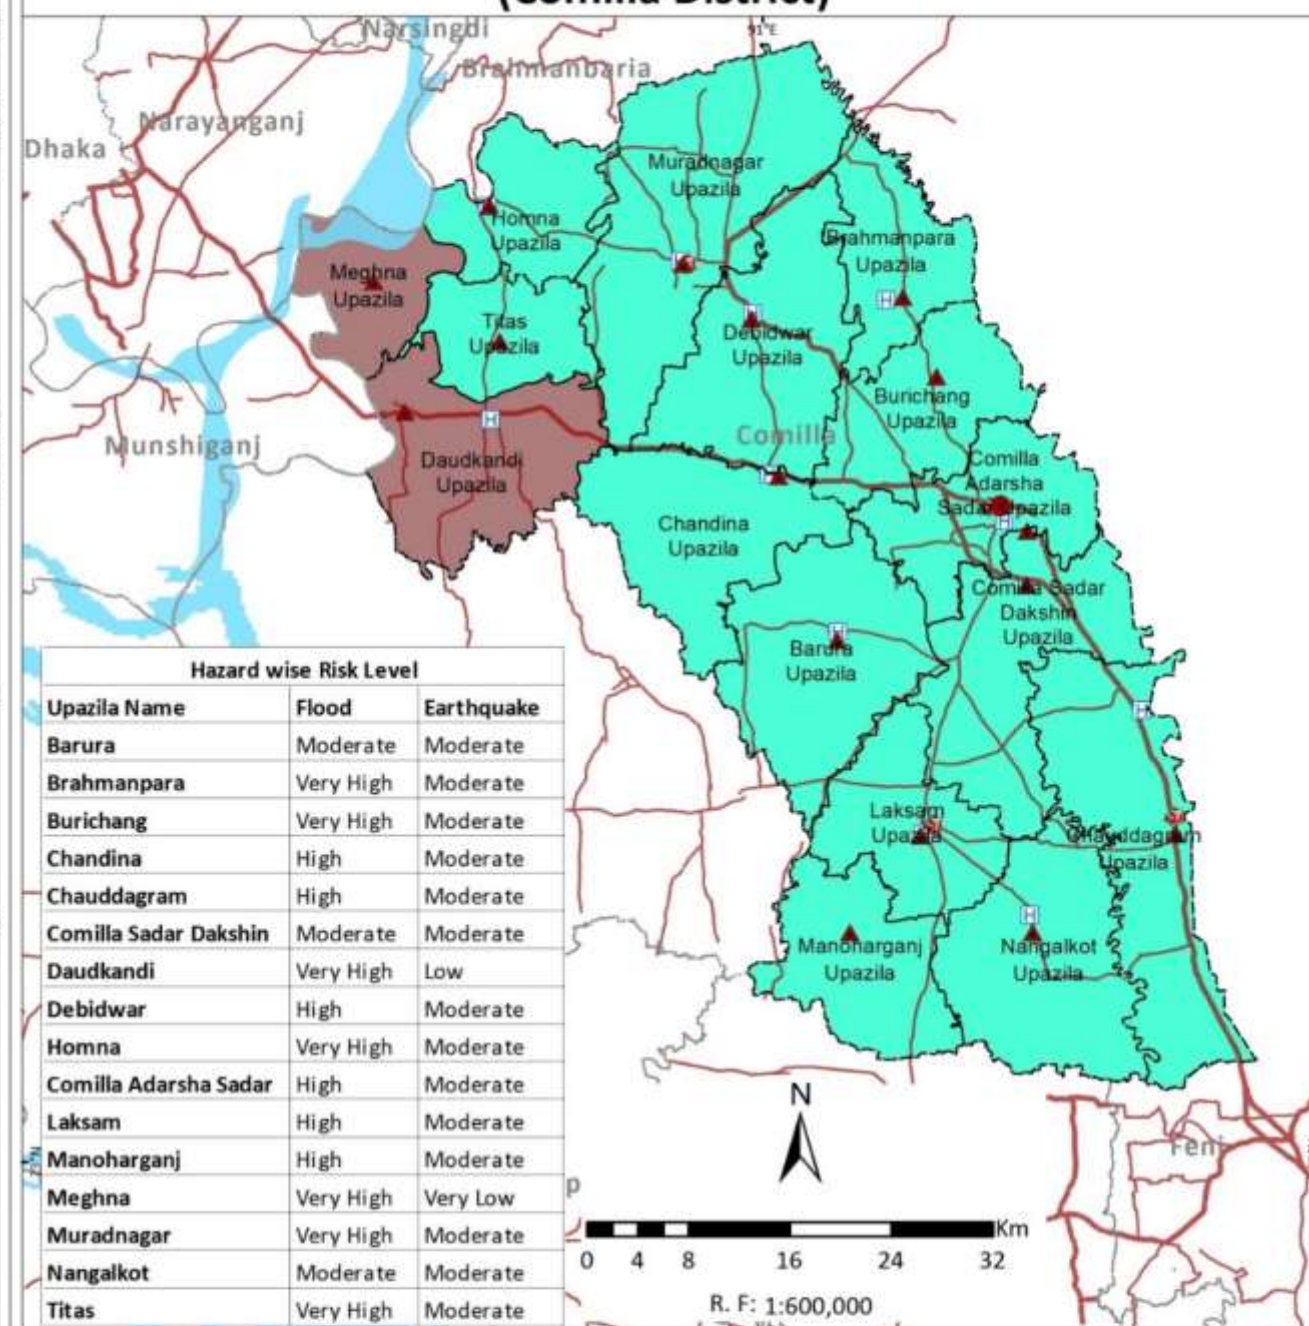 (Comilla District)
Narsingdi
91°E
Brahmanbaria
Narayanganj
Dhaka
Muradnagar
Upazila
Homna
Upazila
Brahmanpara
Upazila
Meghna
Upazila
H
Titas
Upazila
H
Debidwar
Upazila
Burichang
Upazila
H
Munshiganj
Comilla
Daudkandi
Upazila
Comilla
Adarsha
Sadar Upazila
H
Chandina
Upazila
Comilla Sadar
Dakshin
Upazila
H
Barura
Upazila
H
Laksam
Upazila
Chauddagram
Upazila
H
Manoharganj
Upazila
Nangalkot
Upazila
Hazard wise Risk Level
Upazila Name Flood Earthquake
Barura Moderate Moderate
Brahmanpara Very High Moderate
Burichang Very High Moderate
Chandina High Moderate
Chauddagram High Moderate
Comilla Sadar Dakshin Moderate Moderate
Daudkandi Very High Low
Debidwar High Moderate
Homna Very High Moderate
Comilla Adarsha Sadar High Moderate
Laksam High Moderate
Manoharganj High Moderate
Meghna Very High Very Low
Muradnagar Very High Moderate
Nangalkot Moderate Moderate
Titas Very High Moderate
N
Km
0 4 8 16 24 32
R. F: 1:600,000
Feni